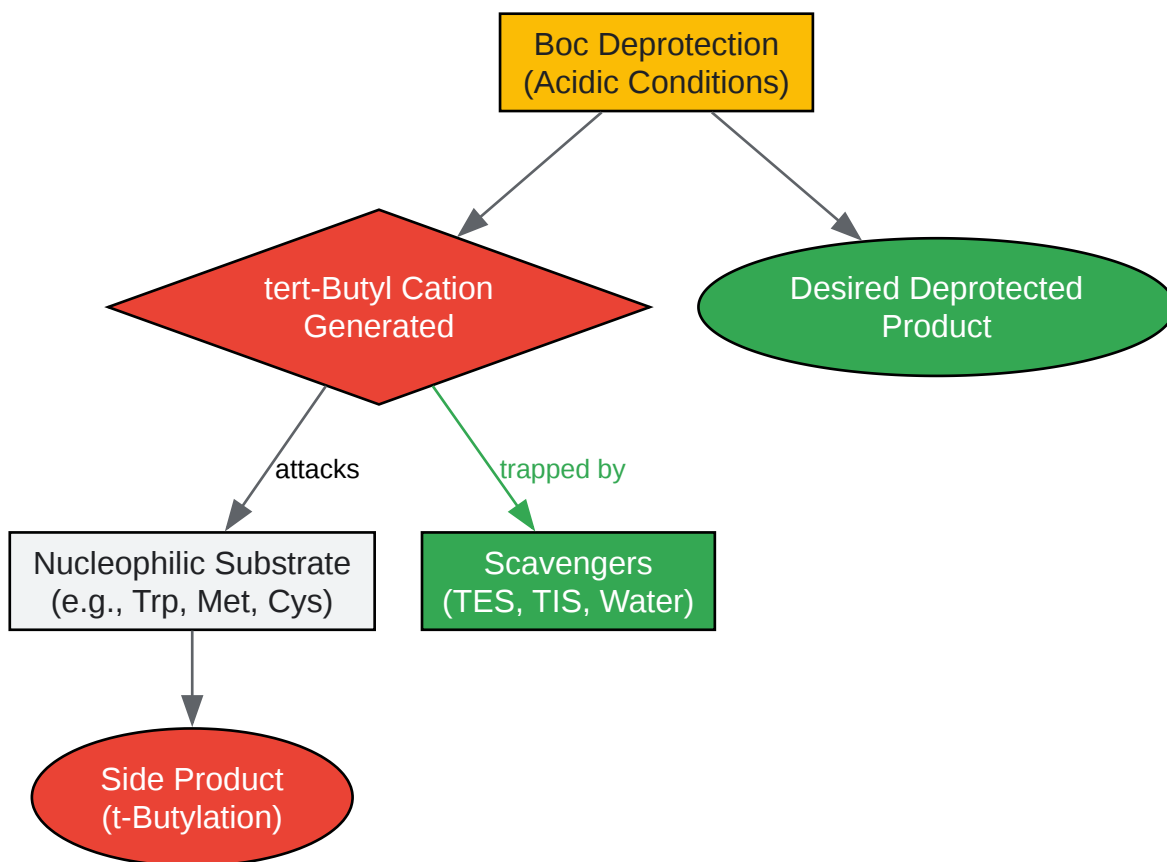 Boc Deprotection
(Acidic Conditions)
tert-Butyl Cation
Generated
Desired Deprotected
Product
attacks
trapped by
Nucleophilic Substrate
(e.g., Trp, Met, Cys)
Scavengers
(TES, TIS, Water)
Side Product
(t-Butylation)